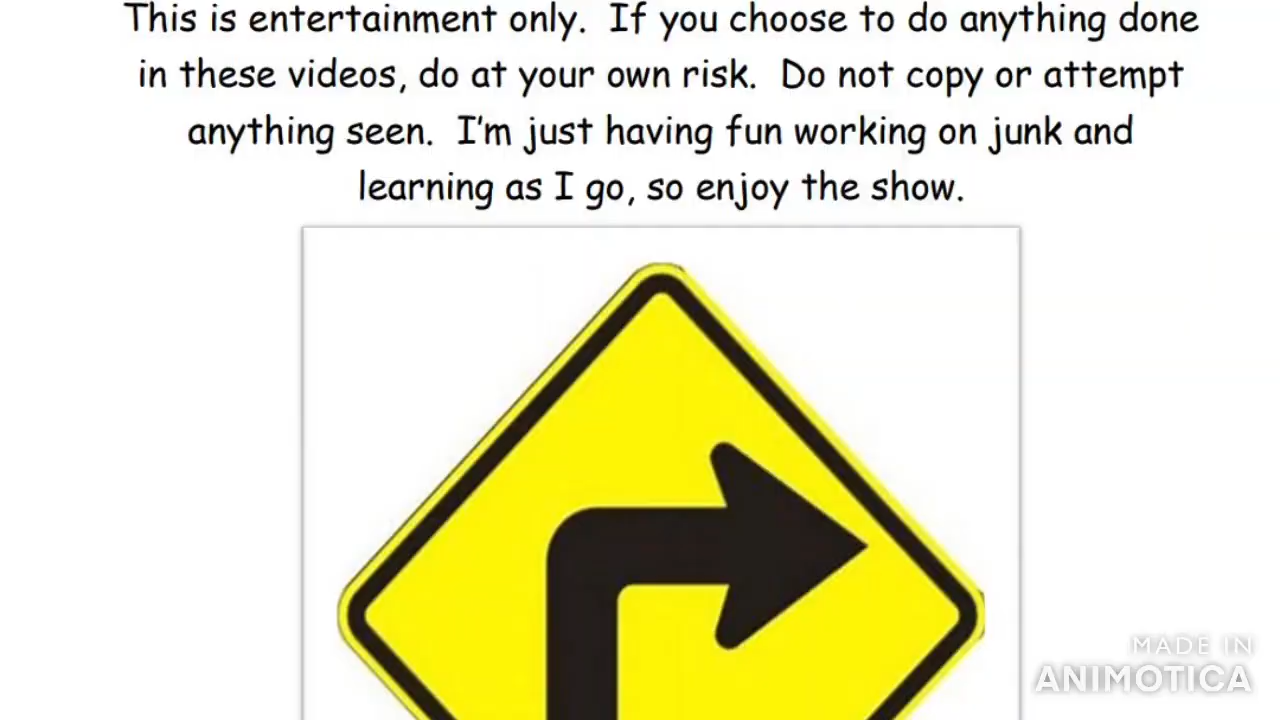 This is entertainment only.  If you choose to do anything done
in these videos, do at your own risk.  Do not copy or attempt
anything seen.  I'm just having fun working on junk and
learning as I go, so enjoy the show.
MADE IN
ANIMOTICA